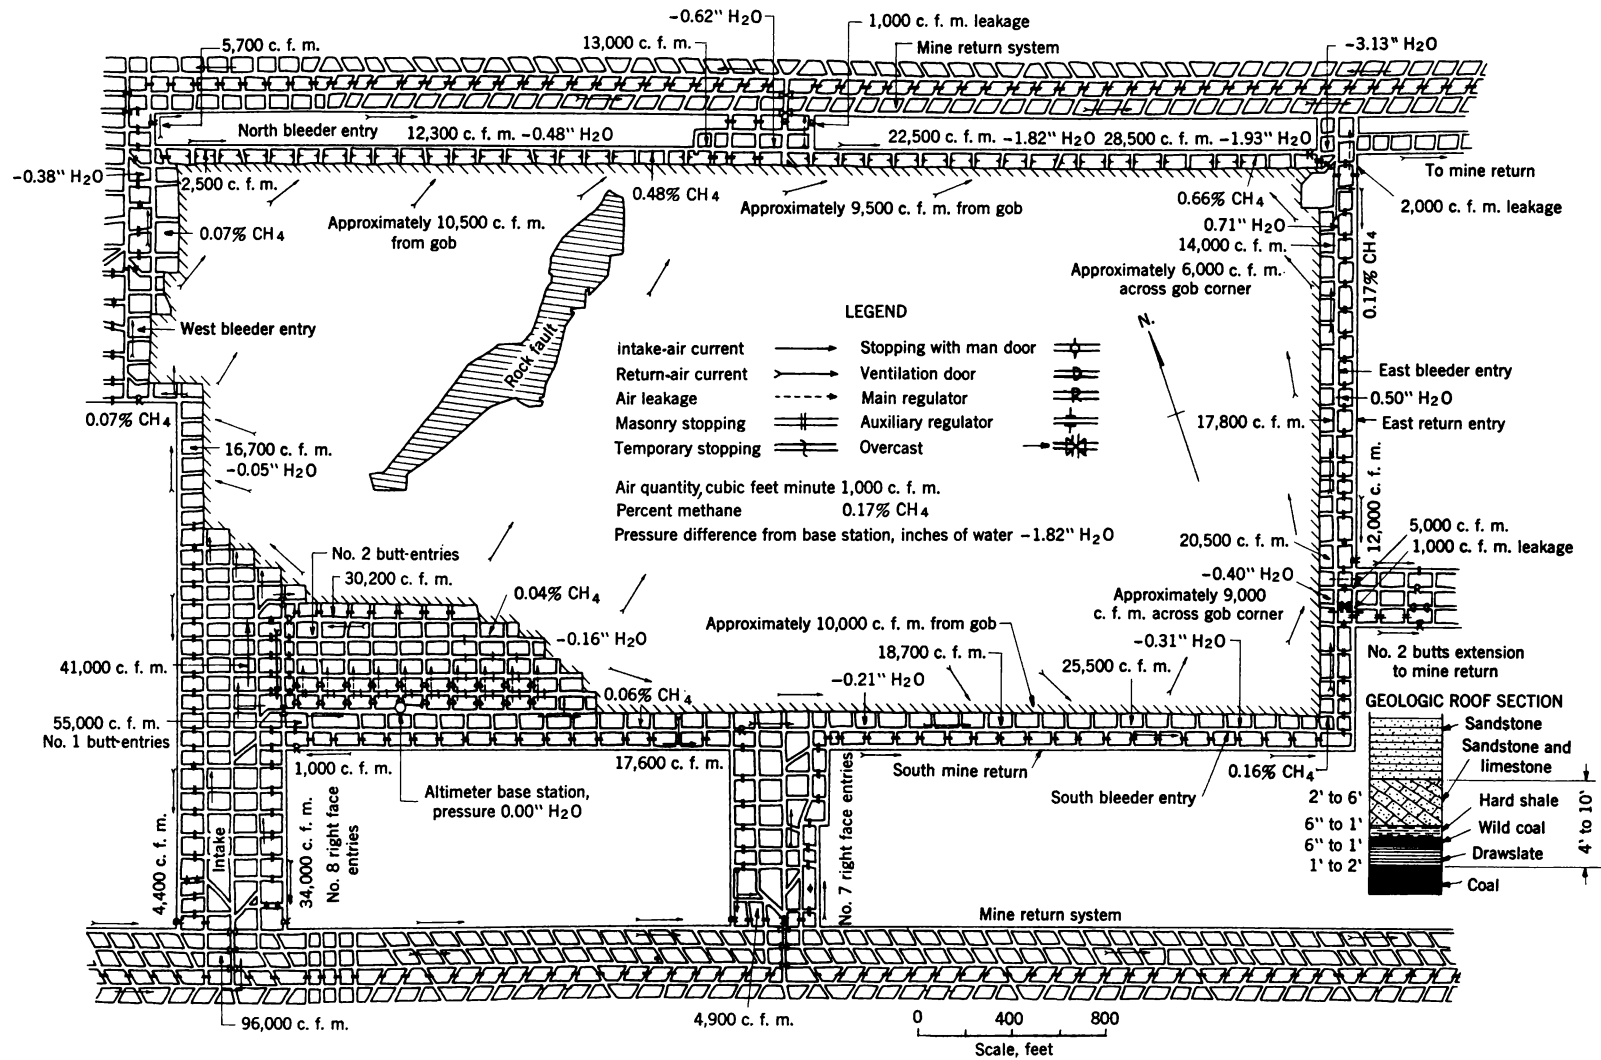 -0.62" H2O
1,000 c. f. m. leakage
5,700 c. f. m.
13,000 c. f. m.
Mine return system
-3.13" H2O
North bleeder entry
12,300 c. f. m. -0.48" H2O
22,500 c. f. m. -1.82" H2O 28,500 c. f. m. -1.93" H2O
-0.38" H2O
2,500 c. f. m.
0.48% CH4
0.66% CH4
To mine return
2,000 c. f. m. leakage
Approximately 10,500 c. f. m.
from gob
Approximately 9,500 c. f. m. from gob
0.07% CH4
0.71" H2O
14,000 c. f. m.
0.17% CH4
Approximately 6,000 c. f. m.
across gob corner
West bleeder entry
Rock fault
LEGEND
N.
intake-air current
Stopping with man door
Return-air current
Ventilation door
Air leakage
Main regulator
Masonry stopping
Auxiliary regulator
Temporary stopping
Overcast
East bleeder entry
0.50" H2O
17,800 c. f. m.
East return entry
0.07% CH4
16,700 c. f. m.
-0.05" H2O
Air quantity, cubic feet minute 1,000 c. f. m.
Percent methane 0.17% CH4
Pressure difference from base station, inches of water -1.82" H2O
12,000 c. f. m.
5,000 c. f. m.
1,000 c. f. m. leakage
20,500 c. f. m.
-0.40" H2O
No. 2 butt-entries
30,200 c. f. m.
0.04% CH4
Approximately 9,000
c. f. m. across gob corner
Approximately 10,000 c. f. m. from gob
-0.16" H2O
-0.31" H2O
18,700 c. f. m.
25,500 c. f. m.
-0.21" H2O
41,000 c. f. m.
0.06% CH4
No. 2 butts extension
to mine return
55,000 c. f. m.
No. 1 butt-entries
1,000 c. f. m.
17,600 c. f. m.
South mine return
0.16% CH4
South bleeder entry
Altimeter base station,
pressure 0.00" H2O
GEOLOGIC ROOF SECTION
Sandstone
Sandstone and
limestone
2' to 6'
Hard shale
6" to 1'
Wild coal
6" to 1'
Drawslate
1' to 2'
Coal
4' to 10'
4,400 c. f. m.
Intake
34,000 c. f. m.
No. 8 right face
entries
No. 7 right face entries
Mine return system
96,000 c. f. m.
4,900 c. f. m.
0 400 800
Scale, feet